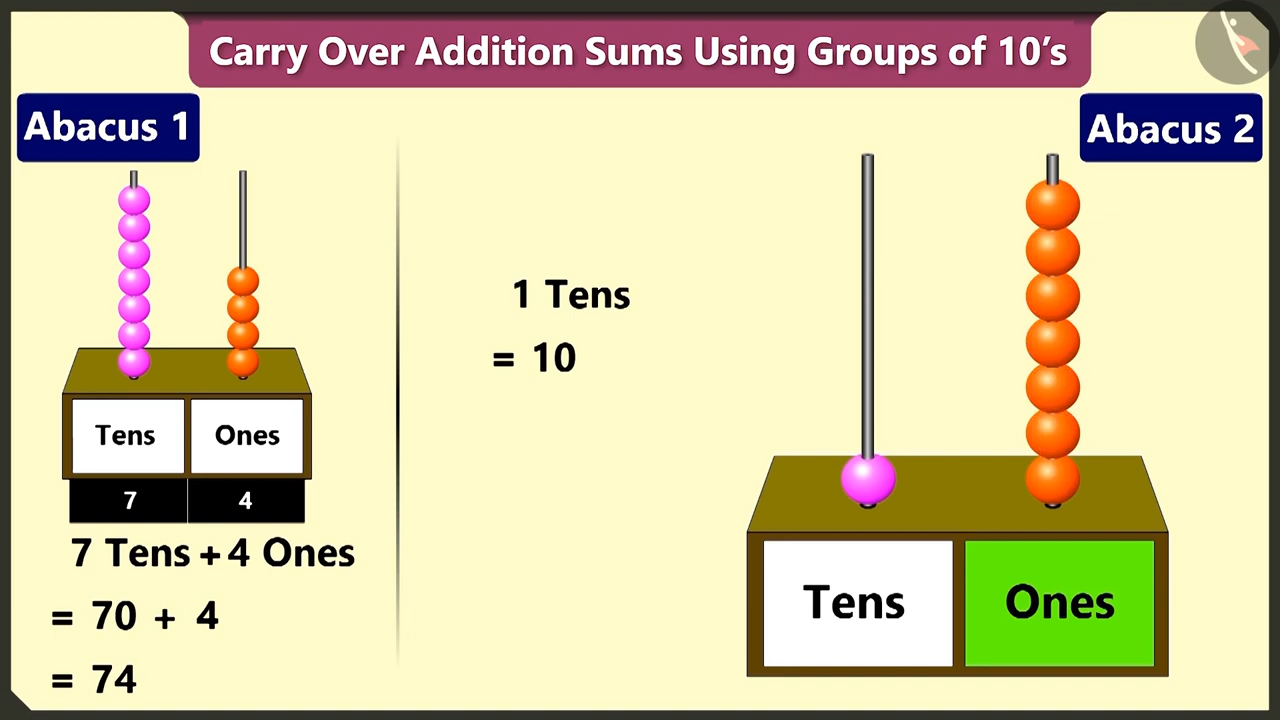 Carry Over Addition Sums Using Groups of 10’s
Abacus 1
Abacus 2
Tens Ones
7 4
7 Tens + 4 Ones
= 70 + 4
= 74
1 Tens
= 10
Tens Ones